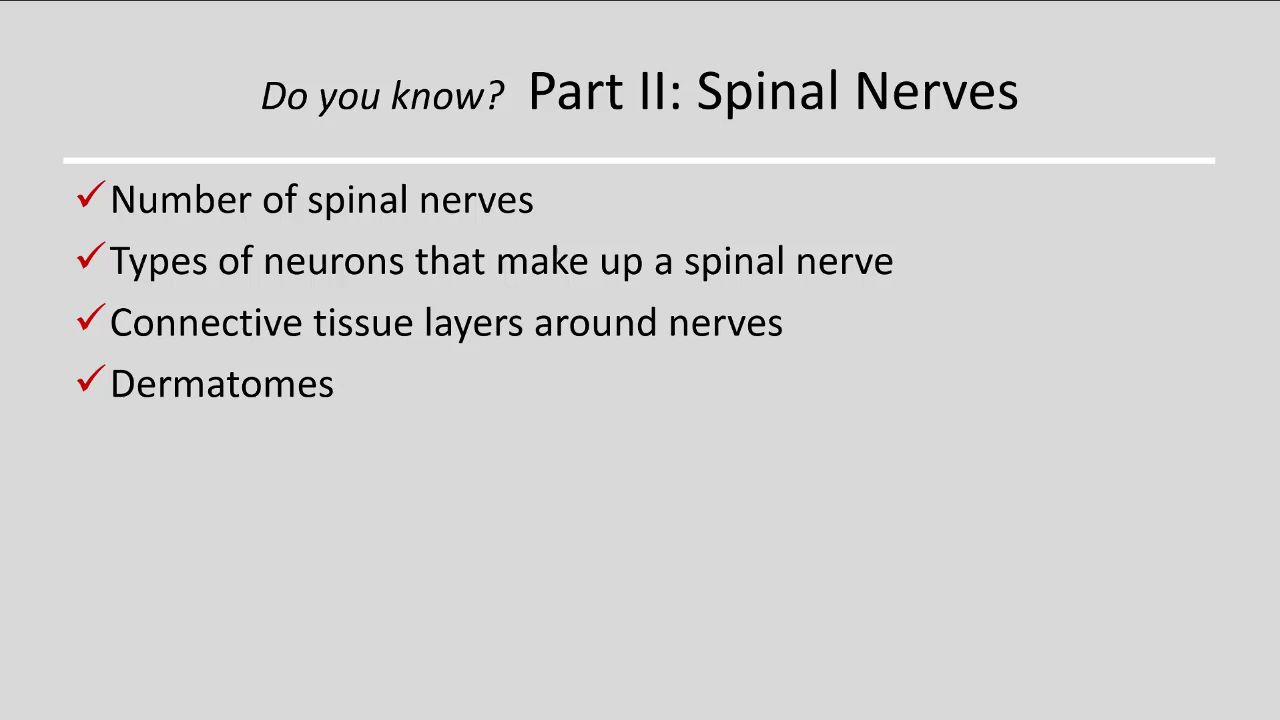 Do you know? Part II: Spinal Nerves
✓Number of spinal nerves
✓Types of neurons that make up a spinal nerve
✓Connective tissue layers around nerves
✓Dermatomes